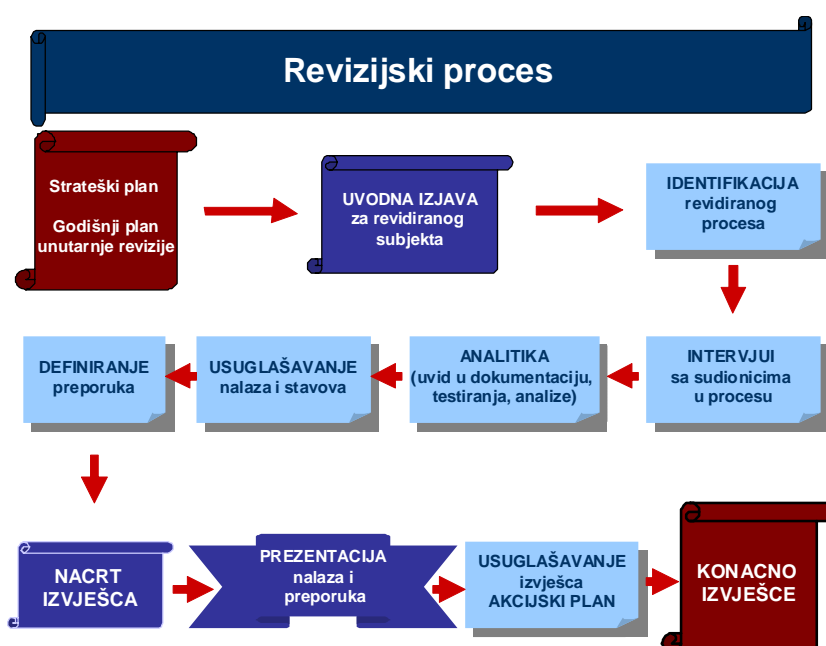 Revizijski proces
Strateški plan
Godišnji plan
unutarnje revizije
UVODNA IZJAVA
za revidiranog
subjekta
IDENTIFIKACIJA
revidiranog
procesa
INTERVJUI
sa sudionicima
u procesu
ANALITIKA
(uvid u dokumentaciju,
testiranja, analize)
USUGLAŠAVANJE
nalaza i stavova
DEFINIRANJE
preporuka
NACRT
IZVJEŠCA
PREZENTACIJA
nalaza i
preporuka
USUGLAŠAVANJE
izvješca
AKCIJSKI PLAN
KONACNO
IZVJEŠCE